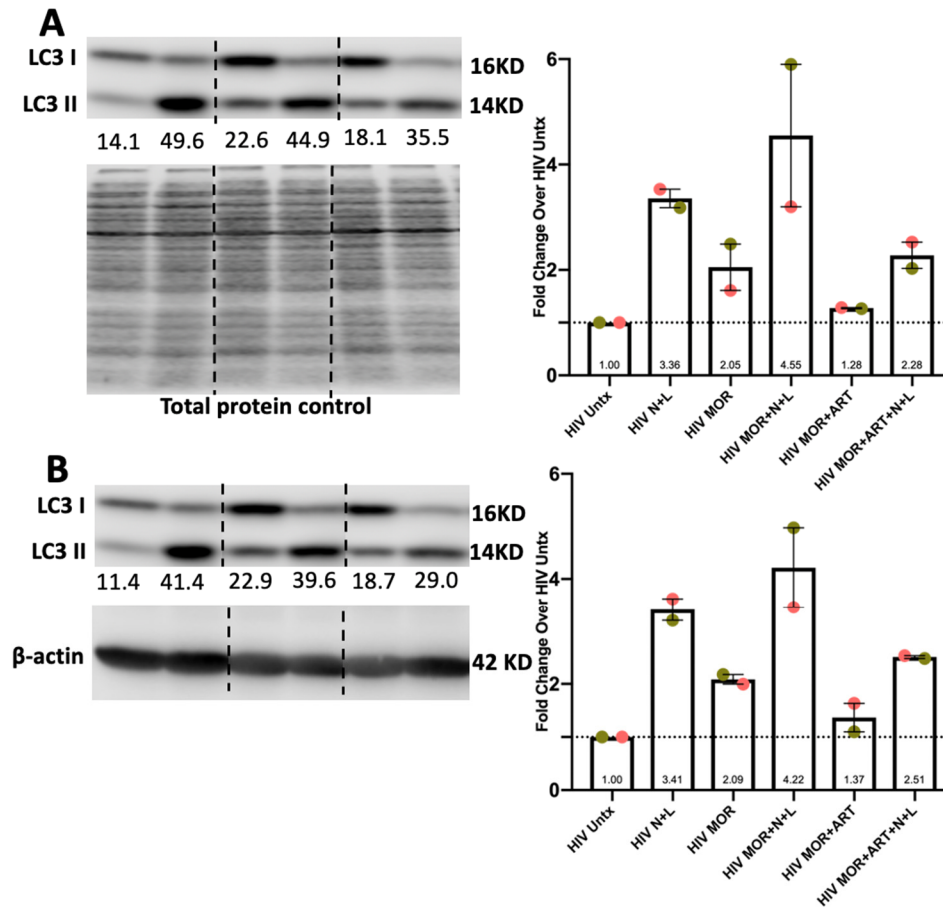 A
LC3 I
16KD
LC3 II
14KD
14.1 49.6 22.6 44.9 18.1 35.5
Total protein control
Fold Change Over HIV Untx
6
4
2
0
1.00 3.36 2.05 4.55 1.28 2.28
HIV Untx
HIV N+L
HIV MOR
HIV MOR+N+L
HIV MOR+ART
HIV MOR+ART+N+L
B
LC3 I
16KD
LC3 II
14KD
11.4 41.4 22.9 39.6 18.7 29.0
β-actin
42 KD
Fold Change Over HIV Untx
6
4
2
0
1.00 3.41 2.09 4.22 1.37 2.51
HIV Untx
HIV N+L
HIV MOR
HIV MOR+N+L
HIV MOR+ART
HIV MOR+ART+N+L